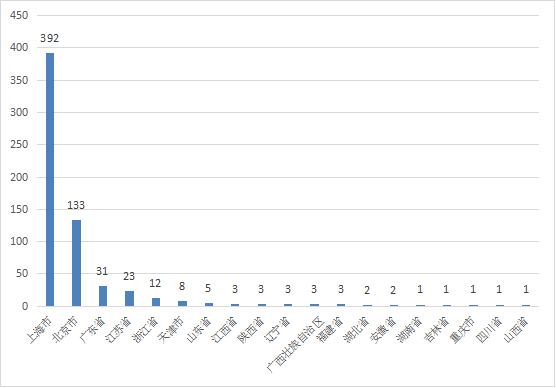 450
400
350
300
250
200
150
100
50
0
392
133
31
23
12
8
5
3
3
3
3
3
2
2
1
1
1
1
1
上海市
北京市
广东省
江苏省
浙江省
天津市
山东省
江西省
陕西省
辽宁省
广西壮族自治区
福建省
湖北省
安徽省
湖南省
吉林省
重庆市
四川省
山西省